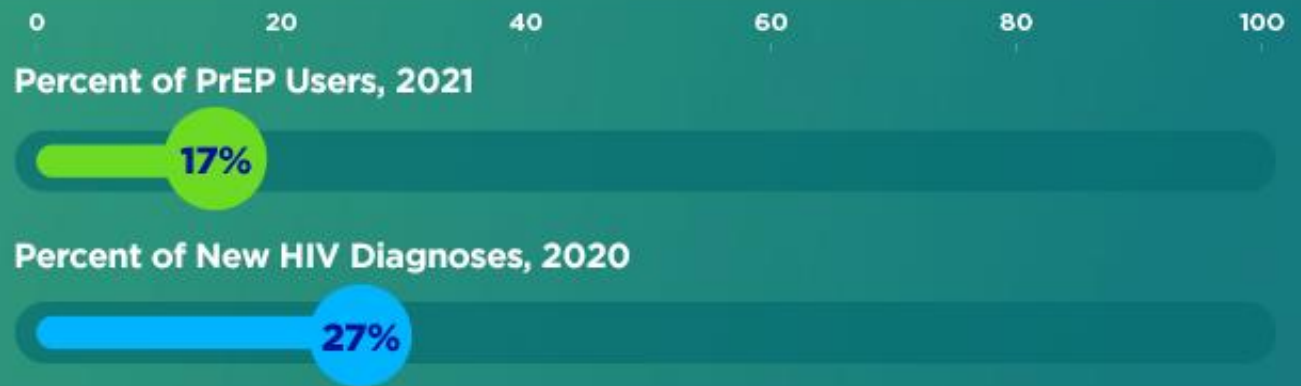 0 20 40 60 80 100
Percent of PrEP Users, 2021
17%
Percent of New HIV Diagnoses, 2020
27%